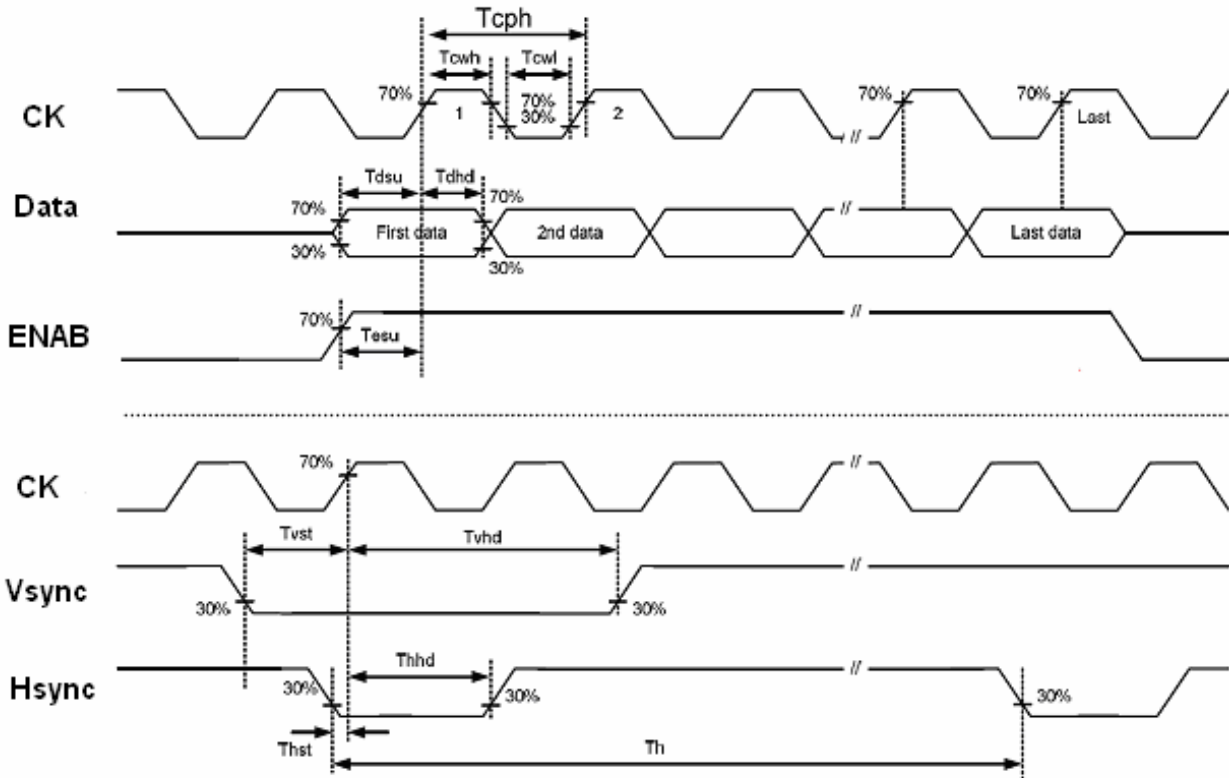 Tcph
Tcwh Tcwl
CK 70% 1 70% 30% 2 // 70% 70% Last
Tdsu Tdhd
Data 70% 70% //
First data 2nd data Last data
30% 30%
ENAB 70% //
Tesu
CK 70% //
Tvst Tvhd
Vsync //
30% 30%
Thhd //
Hsync 30% 30% 30%
Thst Th